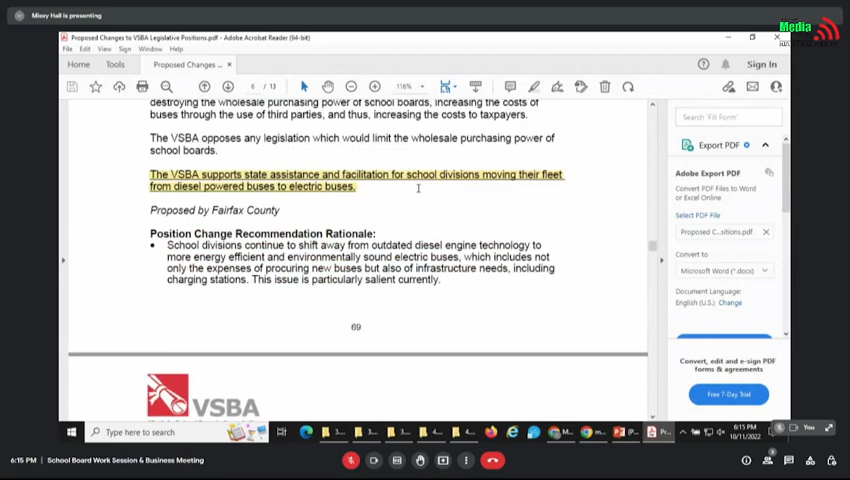 Missy Hall is presenting
Media
Proposed Changes to VSBA Legislative Positions.pdf - Adobe Acrobat Reader (64-bit)
File Edit View Sign Window Help
Home Tools Proposed Changes ... × Sign In
6 / 13 116%
destroying the wholesale purchasing power of school boards, increasing the costs of
buses through the use of third parties, and thus, increasing the costs to taxpayers.
The VSBA opposes any legislation which would limit the wholesale purchasing power of
school boards.
The VSBA supports state assistance and facilitation for school divisions moving their fleet
from diesel powered buses to electric buses.
Proposed by Fairfax County
Position Change Recommendation Rationale:
• School divisions continue to shift away from outdated diesel engine technology to
more energy efficient and environmentally sound electric buses, which includes not
only the expenses of procuring new buses but also of infrastructure needs, including
charging stations. This issue is particularly salient currently.
69
VSBA
Search 'Fill Form'
Export PDF
Adobe Export PDF
Convert PDF Files to Word
or Excel Online
Select PDF File
Proposed C...sitions.pdf ×
Convert to
Microsoft Word (*.docx)
Document Language:
English (U.S.) Change
Convert, edit and e-sign PDF
forms & agreements
Free 7-Day Trial
Type here to search
3... 3... 3... 4... 4... M... m... (P... Pr...
6:15 PM
10/11/2022
You
6:15 PM | School Board Work Session & Business Meeting